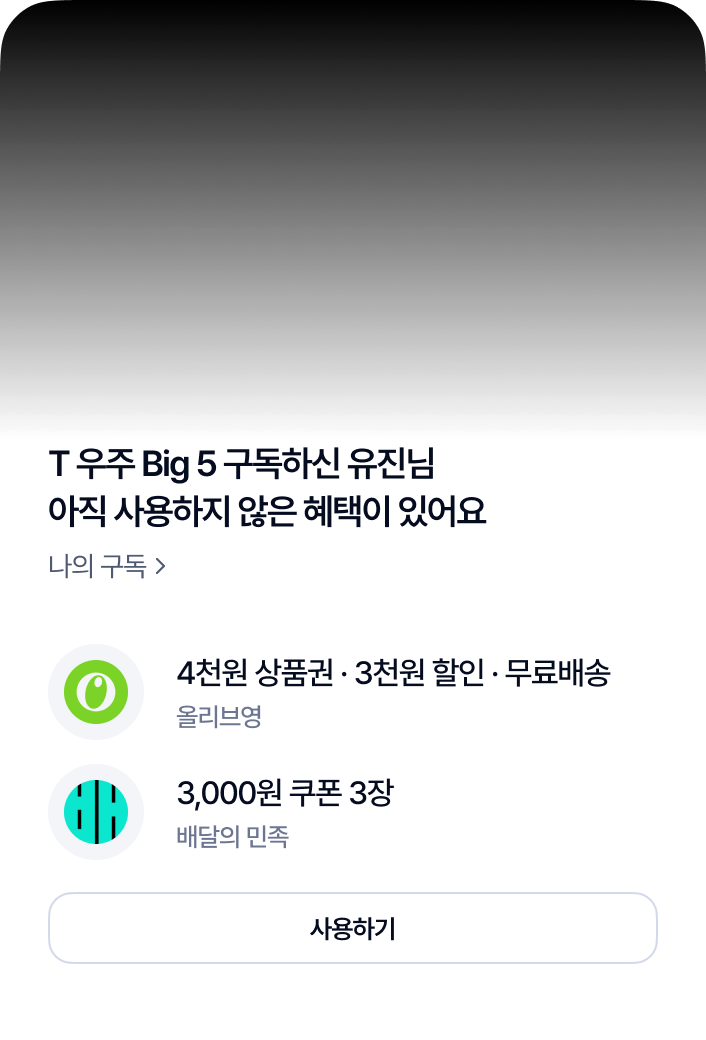 T 우주 Big 5 구독하신 유진님
아직 사용하지 않은 혜택이 있어요
나의 구독 >
4천원 상품권 · 3천원 할인 · 무료배송
올리브영
3,000원 쿠폰 3장
배달의 민족
사용하기